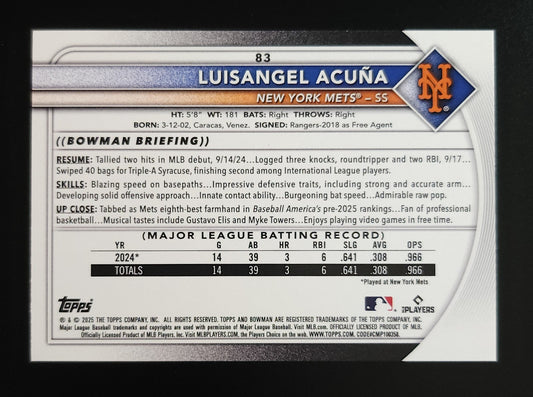 83
LUISANGEL ACUÑA
NEW YORK METS® – SS
NY
HT: 5'8" WT: 181 BATS: Right THROWS: Right
BORN: 3-12-02, Caracas, Venez. SIGNED: Rangers-2018 as Free Agent
((BOWMAN BRIEFING))
RESUME: Tallied two hits in MLB debut, 9/14/24...Logged three knocks, roundtripper and two RBI, 9/17...
Swiped 40 bags for Triple-A Syracuse, finishing second among International League players.
SKILLS: Blazing speed on basepaths...Impressive defensive traits, including strong and accurate arm...
Developing solid offensive approach...Innate contact ability...Burgeoning bat speed...Admirable raw pop.
UP CLOSE: Tabbed as Mets eighth-best farmhand in Baseball America's pre-2025 rankings...Fan of professional
basketball...Musical tastes include Gustavo Elis and Myke Towers...Enjoys playing video games in free time.
(MAJOR LEAGUE BATTING RECORD)
YR G AB HR RBI SLG AVG OPS
2024* 14 39 3 6 .641 .308 .966
TOTALS 14 39 3 6 .641 .308 .966
*Played at New York Mets
Topps
PLAYERS
® & © 2025 THE TOPPS COMPANY, INC. ALL RIGHTS RESERVED. TOPPS AND BOWMAN ARE REGISTERED TRADEMARKS OF THE TOPPS COMPANY, INC.
Major League Baseball trademarks and copyrights are used with permission of Major League Baseball. Visit MLB.com. OFFICIALLY LICENSED PRODUCT OF MLB.
Officially Licensed Product of MLB Players, Inc. Visit MLBPLAYERS.COM, the Players Choice on the web. WWW.TOPPS.COM. CODE#CMP100358.